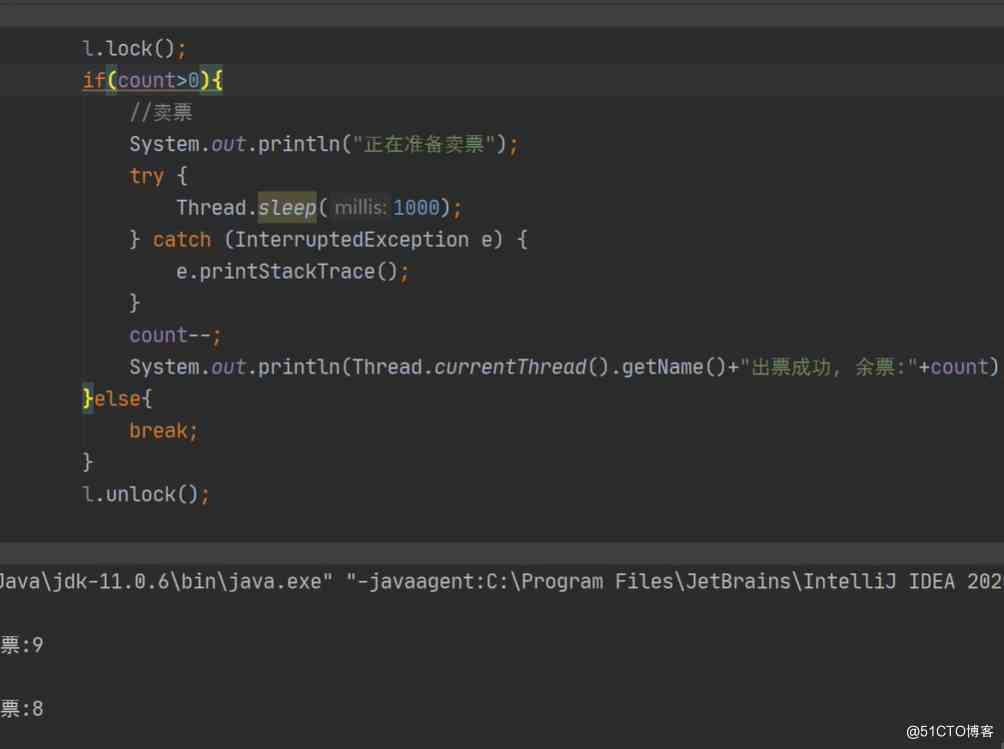 l.lock();
if(count>0){
//卖票
System.out.println("正在准备卖票");
try {
Thread.sleep( millis: 1000);
} catch (InterruptedException e) {
e.printStackTrace();
}
count--;
System.out.println(Thread.currentThread().getName()+"出票成功, 余票:"+count)
}else{
break;
}
l.unlock();
Java\jdk-11.0.6\bin\java.exe" "-javaagent:C:\Program Files\JetBrains\IntelliJ IDEA 202
票:9
票:8
@51CTO博客